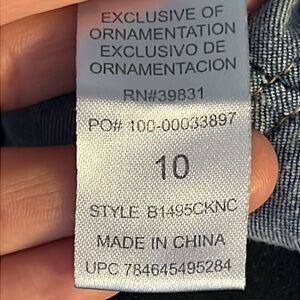 EXCLUSIVE OF
ORNAMENTATION
EXCLUSIVO DE
ORNAMENTACION
RN#39831
PO# 100-00033897
10
STYLE B1495CKNC
MADE IN CHINA
UPC 784645495284